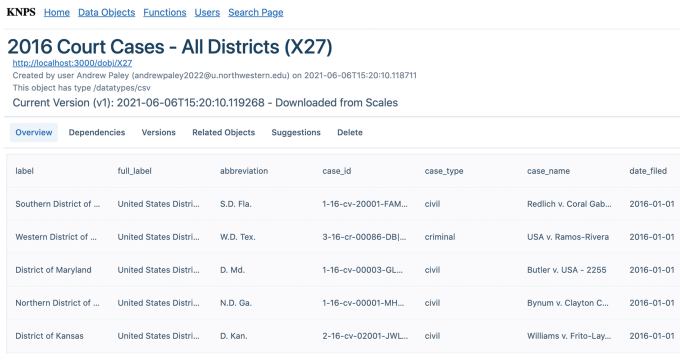 KNPS Home Data Objects Functions Users Search Page
2016 Court Cases - All Districts (X27)
http://localhost:3000/dobj/X27
Created by user Andrew Paley (andrewpaley2022@u.northwestern.edu) on 2021-06-06T15:20:10.118711
This object has type /datatypes/csv
Current Version (v1): 2021-06-06T15:20:10.119268 - Downloaded from Scales
Overview Dependencies Versions Related Objects Suggestions Delete
label full_label abbreviation case_id case_type case_name date_filed
Southern District of ... United States Distri... S.D. Fla. 1-16-cv-20001-FAM... civil Redlich v. Coral Gab... 2016-01-01
Western District of ... United States Distri... W.D. Tex. 3-16-cr-00086-DB|... criminal USA v. Ramos-Rivera 2016-01-01
District of Maryland United States Distri... D. Md. 1-16-cv-00003-GL... civil Butler v. USA - 2255 2016-01-01
Northern District of ... United States Distri... N.D. Ga. 1-16-cv-00001-MH... civil Bynum v. Clayton C... 2016-01-01
District of Kansas United States Distri... D. Kan. 2-16-cv-02001-JWL... civil Williams v. Frito-Lay... 2016-01-01